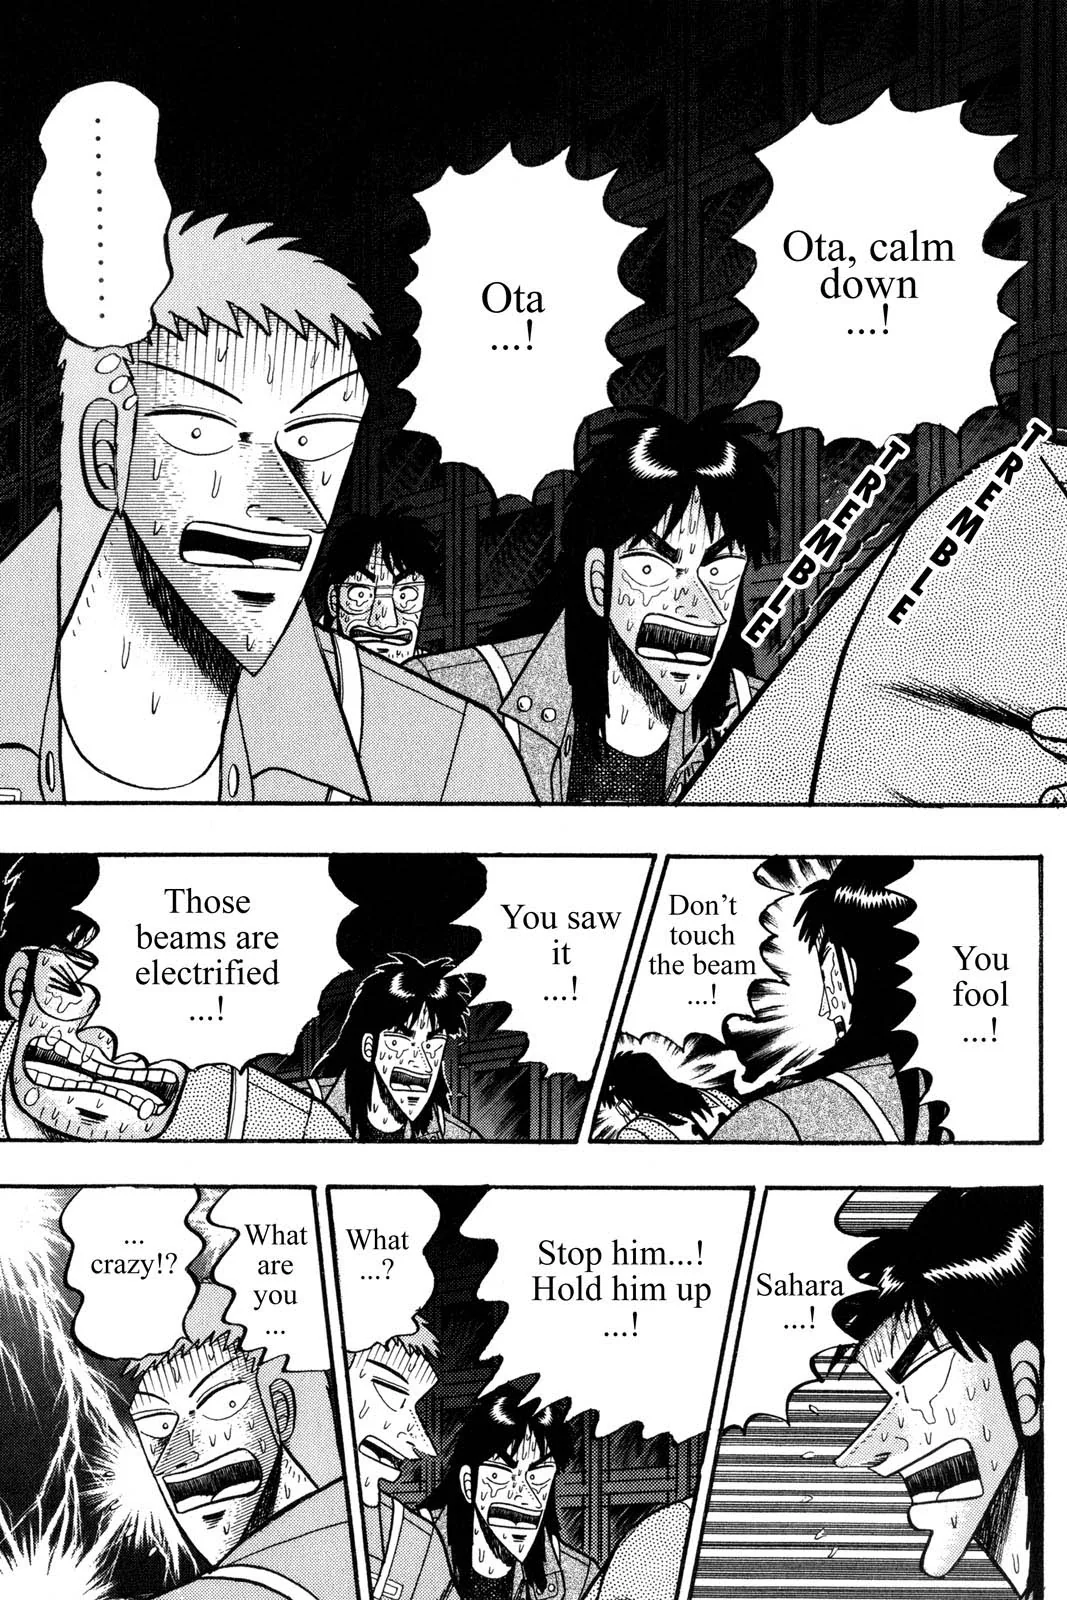 Ota, calm
down
...!
TREMBLE
TREMBLE
Ota
...!
............
You
fool
...!
Don't
touch
the beam
...!
You saw
it
...!
Those
beams are
electrified
...!
Sahara
...!
Stop him...!
Hold him up
...!
What
...?
What
are
you
...
...
crazy!?